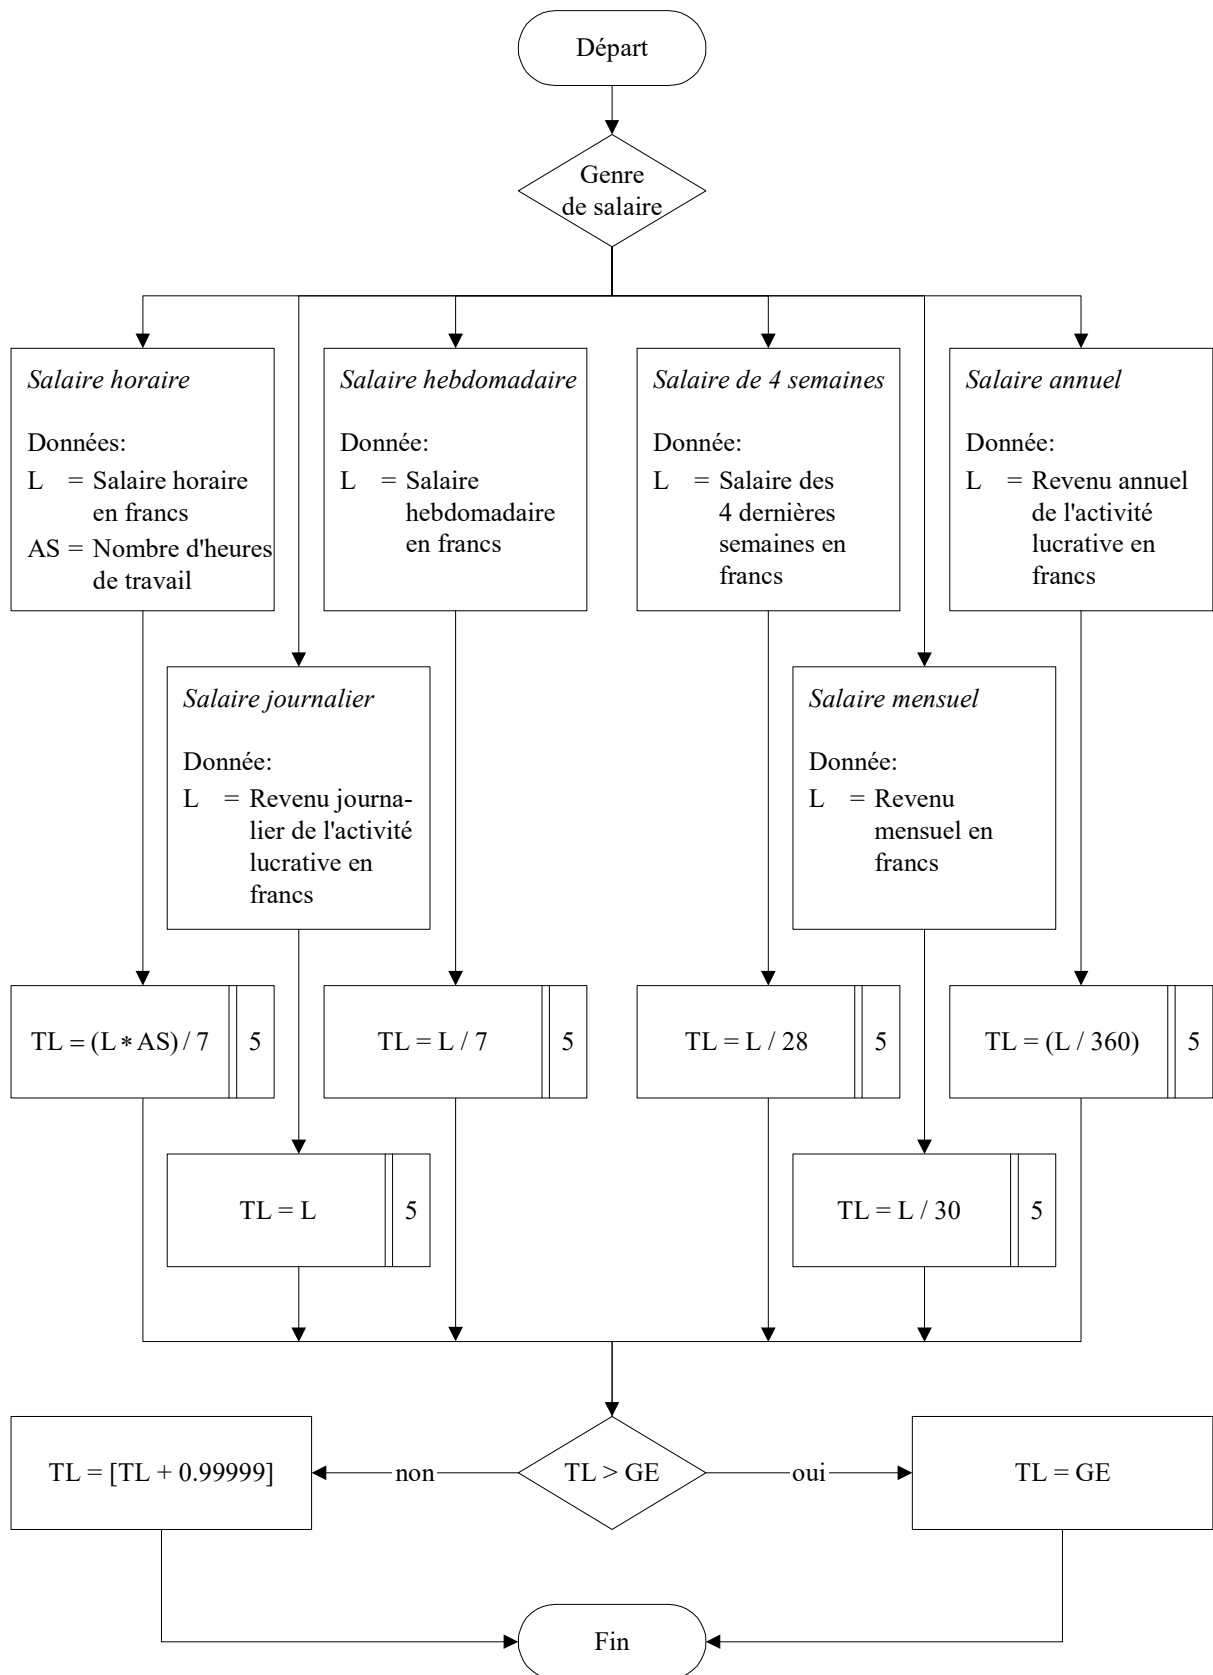 Départ
Genre
de salaire
Salaire horaire
Données:
L = Salaire horaire
en francs
AS = Nombre d'heures
de travail
Salaire hebdomadaire
Donnée:
L = Salaire
hebdomadaire
en francs
Salaire de 4 semaines
Donnée:
L = Salaire des
4 dernières
semaines en
francs
Salaire annuel
Donnée:
L = Revenu annuel
de l'activité
lucrative en
francs
Salaire journalier
Donnée:
L = Revenu journa-
lier de l'activité
lucrative en
francs
Salaire mensuel
Donnée:
L = Revenu
mensuel en
francs
TL = (L * AS) / 7 5
TL = L / 7 5
TL = L / 28 5
TL = (L / 360) 5
TL = L 5
TL = L / 30 5
TL = [TL + 0.99999]
non
TL > GE
oui
TL = GE
Fin